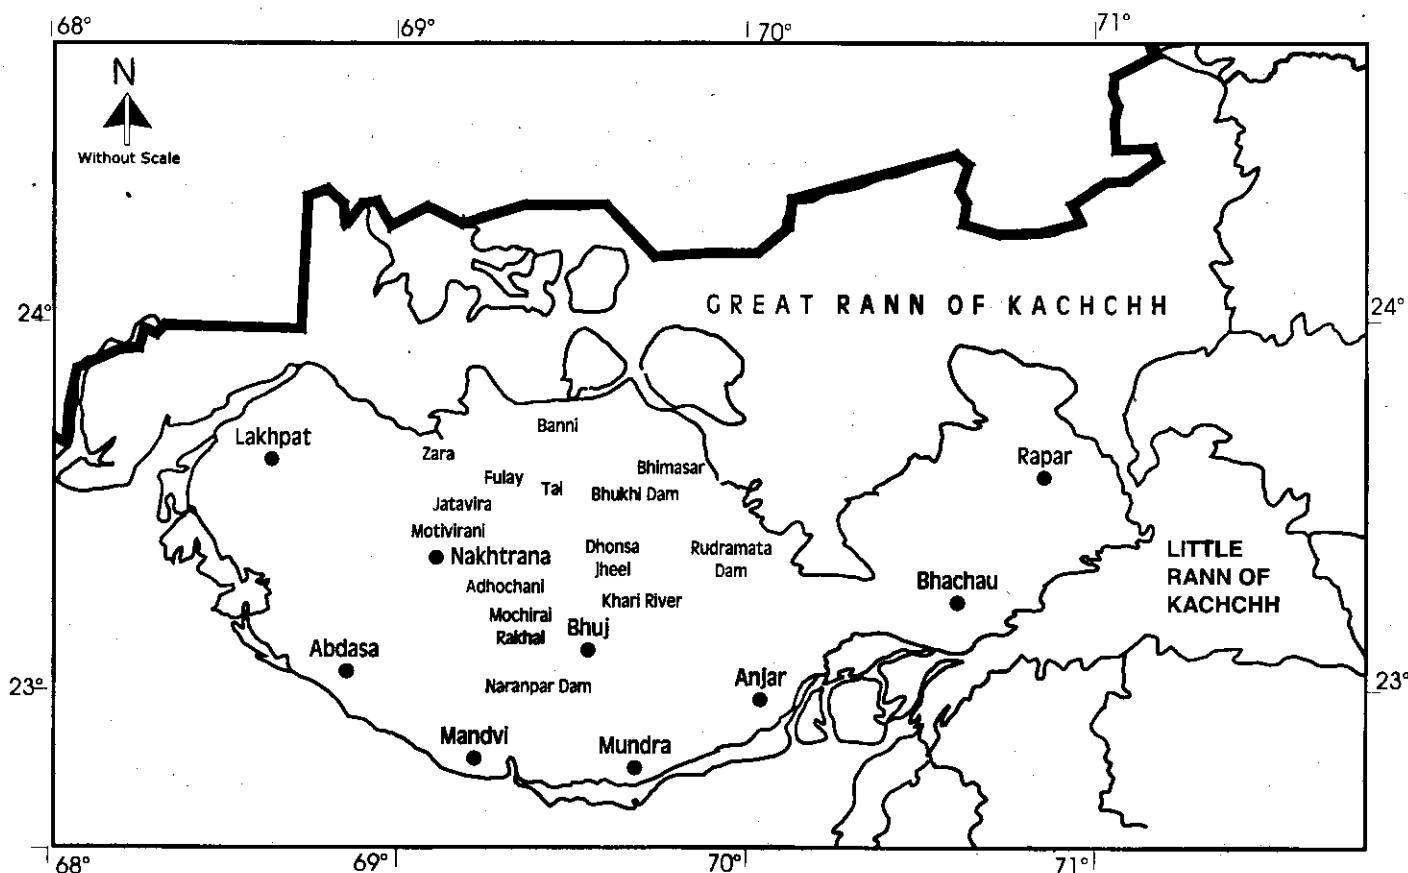 68°
69°
70°
71°
N
Without Scale
24°
GREAT RANN OF KACHCHH
24°
Lakhpat
Banni
Zara
Bhimasar
Rapar
Fulay
Tal
Bhukhi Dam
Jatavira
Motivirani
Nakhtrana
Dhonsa
Jheel
Rudramata
Dam
LITTLE
RANN OF
KACHCHH
Adhochani
Bhachau
Khari River
Mochirai
Rakhal
Bhuj
Abdasa
Naranpar Dam
Anjar
23°
23°
Mandvi
Mundra
68°
69°
70°
71°